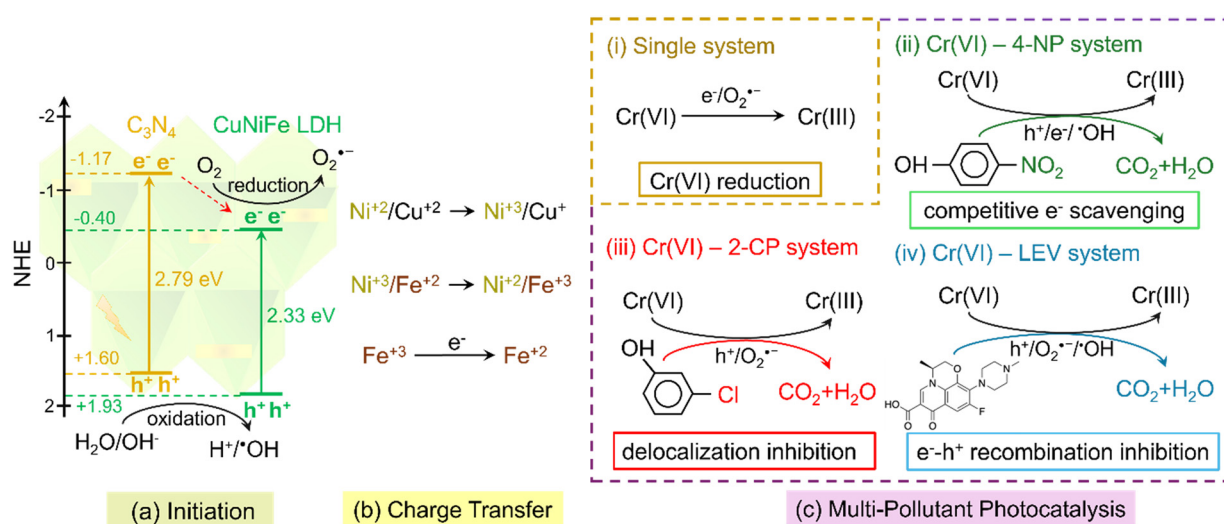 NHE
-2
-1
0
1
2
C₃N₄
CuNiFe LDH
-1.17
e⁻ e⁻
O₂
O₂•⁻
reduction
-0.40
e⁻ e⁻
2.79 eV
2.33 eV
+1.60
h⁺ h⁺
+1.93
h⁺ h⁺
oxidation
H₂O/OH⁻
H⁺/•OH
(a) Initiation
Ni⁺²/Cu⁺² → Ni⁺³/Cu⁺
Ni⁺³/Fe⁺² → Ni⁺²/Fe⁺³
e⁻
Fe⁺³ → Fe⁺²
(b) Charge Transfer
(i) Single system
e⁻/O₂•⁻
Cr(VI) → Cr(III)
Cr(VI) reduction
(ii) Cr(VI) – 4-NP system
Cr(VI)
Cr(III)
h⁺/e⁻/•OH
OH
NO₂
CO₂+H₂O
competitive e⁻ scavenging
(iii) Cr(VI) – 2-CP system
Cr(VI)
Cr(III)
OH
h⁺/O₂•⁻
Cl
CO₂+H₂O
delocalization inhibition
(iv) Cr(VI) – LEV system
Cr(VI)
Cr(III)
h⁺/O₂•⁻/•OH
O
N
CH₃
N
N
HO
O
O
F
CO₂+H₂O
e⁻-h⁺ recombination inhibition
(c) Multi-Pollutant Photocatalysis